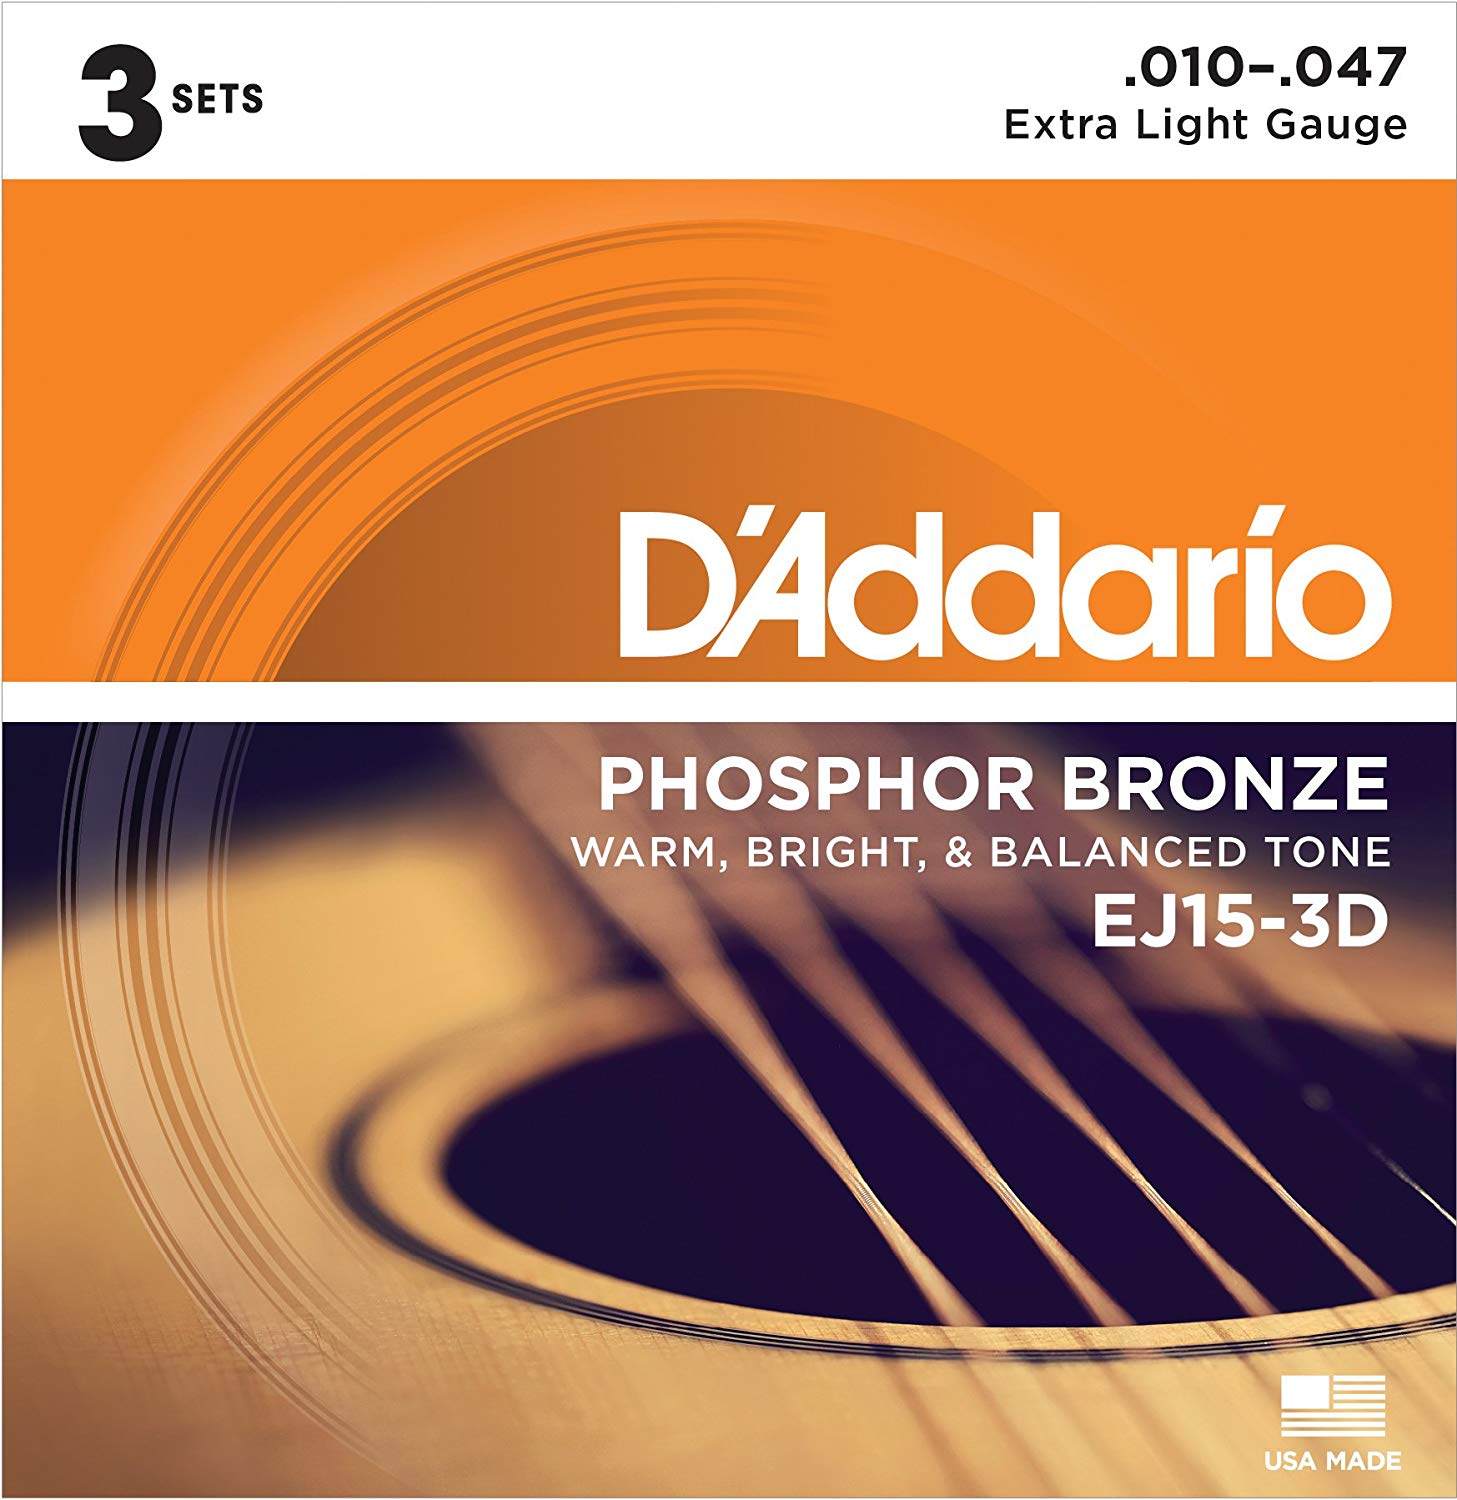 3 SETS
.010–.047
Extra Light Gauge
D'Addario
PHOSPHOR BRONZE
WARM, BRIGHT, & BALANCED TONE
EJ15-3D
USA MADE